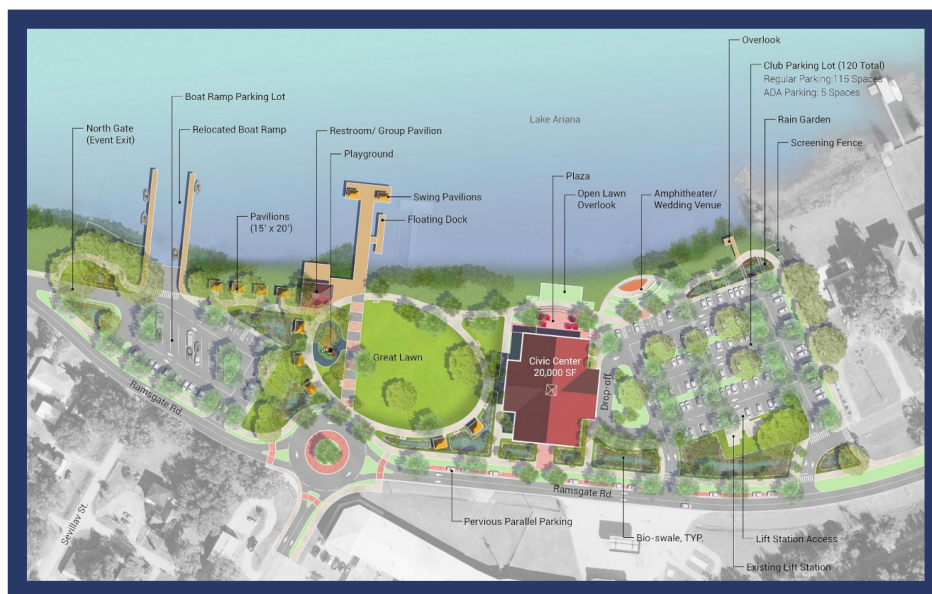 Overlook
Club Parking Lot (120 Total)
Regular Parking:115 Spaces
ADA Parking: 5 Spaces
Boat Ramp Parking Lot
Lake Ariana
Rain Garden
North Gate
(Event Exit)
Relocated Boat Ramp
Restroom/ Group Pavilion
Screening Fence
Playground
Plaza
Swing Pavilions
Open Lawn
Overlook
Amphitheater/
Wedding Venue
Pavilions
(15' x 20')
Floating Dock
Great Lawn
Civic Center
20,000 SF
Drop-off
Ramsgate Rd.
Ramsgate Rd.
Sevillav St.
Pervious Parallel Parking
Bio-swale, TYP.
Lift Station Access
Existing Lift Station